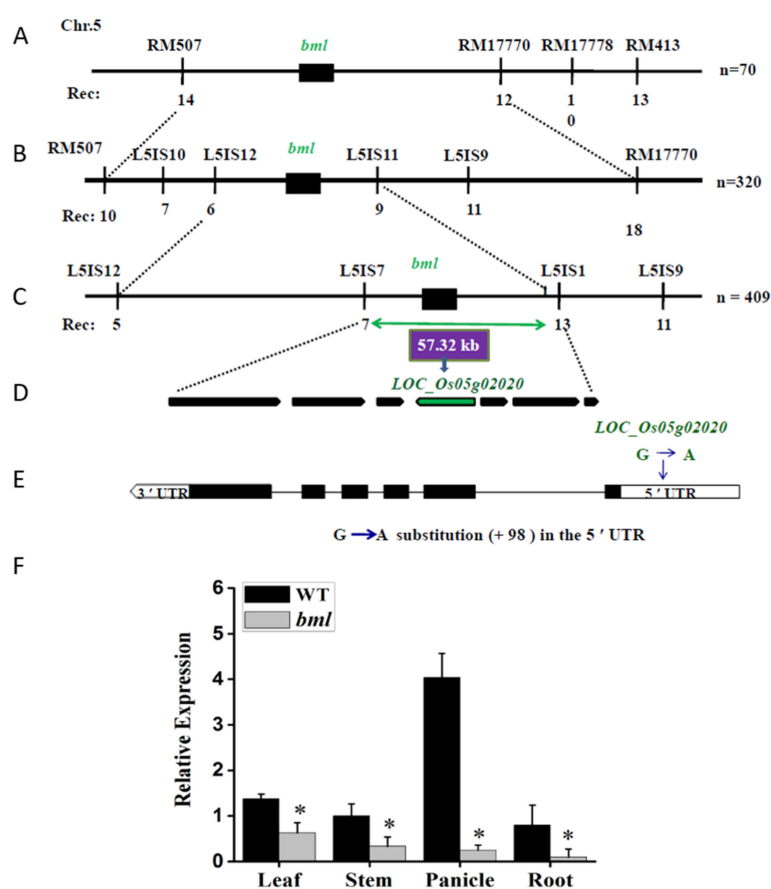 A
Chr.5
RM507 bml RM17770 RM17778 RM413
n=70
Rec: 14 12 1 13
0
B
RM507 L5IS10 L5IS12 bml L5IS11 L5IS9 RM17770
n=320
Rec: 10 7 6 9 11 18
C
L5IS12 L5IS7 bml L5IS1 L5IS9
n = 409
Rec: 5 7 13 11
57.32 kb
D
LOC_Os05g02020
LOC_Os05g02020
G A
E
3 ′ UTR 5 ′ UTR
G A substitution (+ 98 ) in the 5 ′ UTR
F
WT
bml
Relative Expression
6
5
4
3
2
1
0
* * * *
Leaf Stem Panicle Root